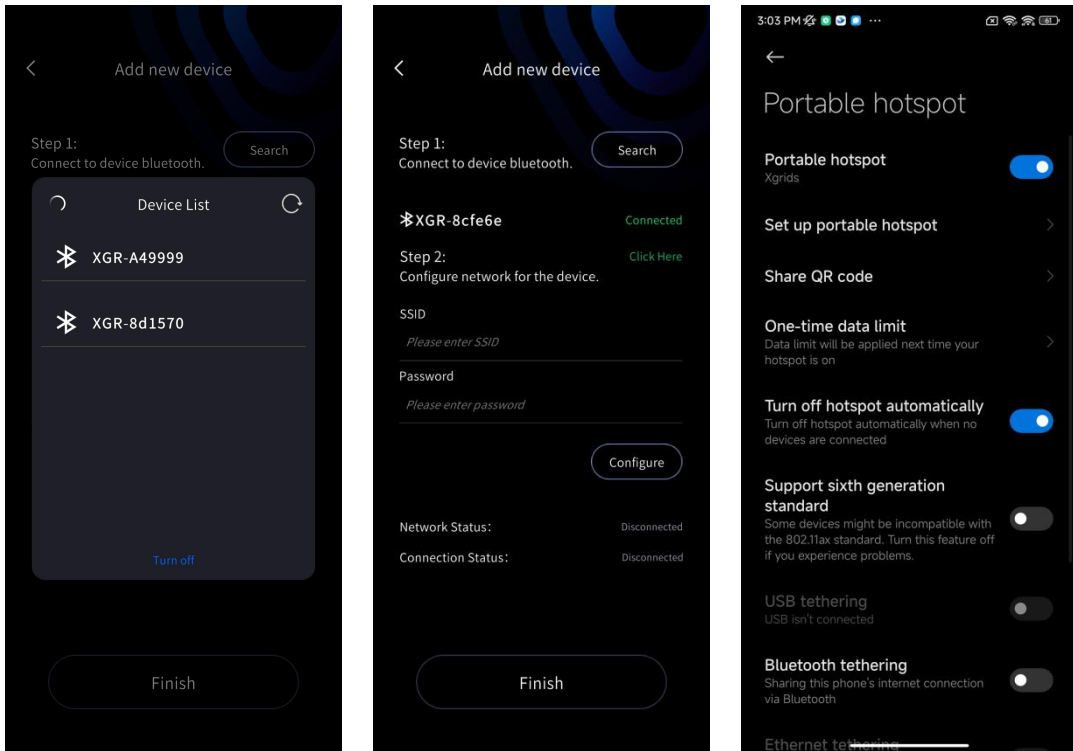 Add new device
Step 1:
Connect to device bluetooth.
Search
Device List
XGR-A49999
XGR-8d1570
Turn off
Finish
Add new device
Step 1:
Connect to device bluetooth.
Search
XGR-8cfe6e
Connected
Step 2:
Click Here
Configure network for the device.
SSID
Please enter SSID
Password
Please enter password
Configure
Network Status:
Disconnected
Connection Status:
Disconnected
Finish
3:03 PM
61
Portable hotspot
Portable hotspot
Xgrids
Set up portable hotspot
Share QR code
One-time data limit
Data limit will be applied next time your
hotspot is on
Turn off hotspot automatically
Turn off hotspot automatically when no
devices are connected
Support sixth generation
standard
Some devices might be incompatible with
the 802.11ax standard. Turn this feature off
if you experience problems.
USB tethering
USB isn't connected
Bluetooth tethering
Sharing this phone's internet connection
via Bluetooth
Ethernet tethering